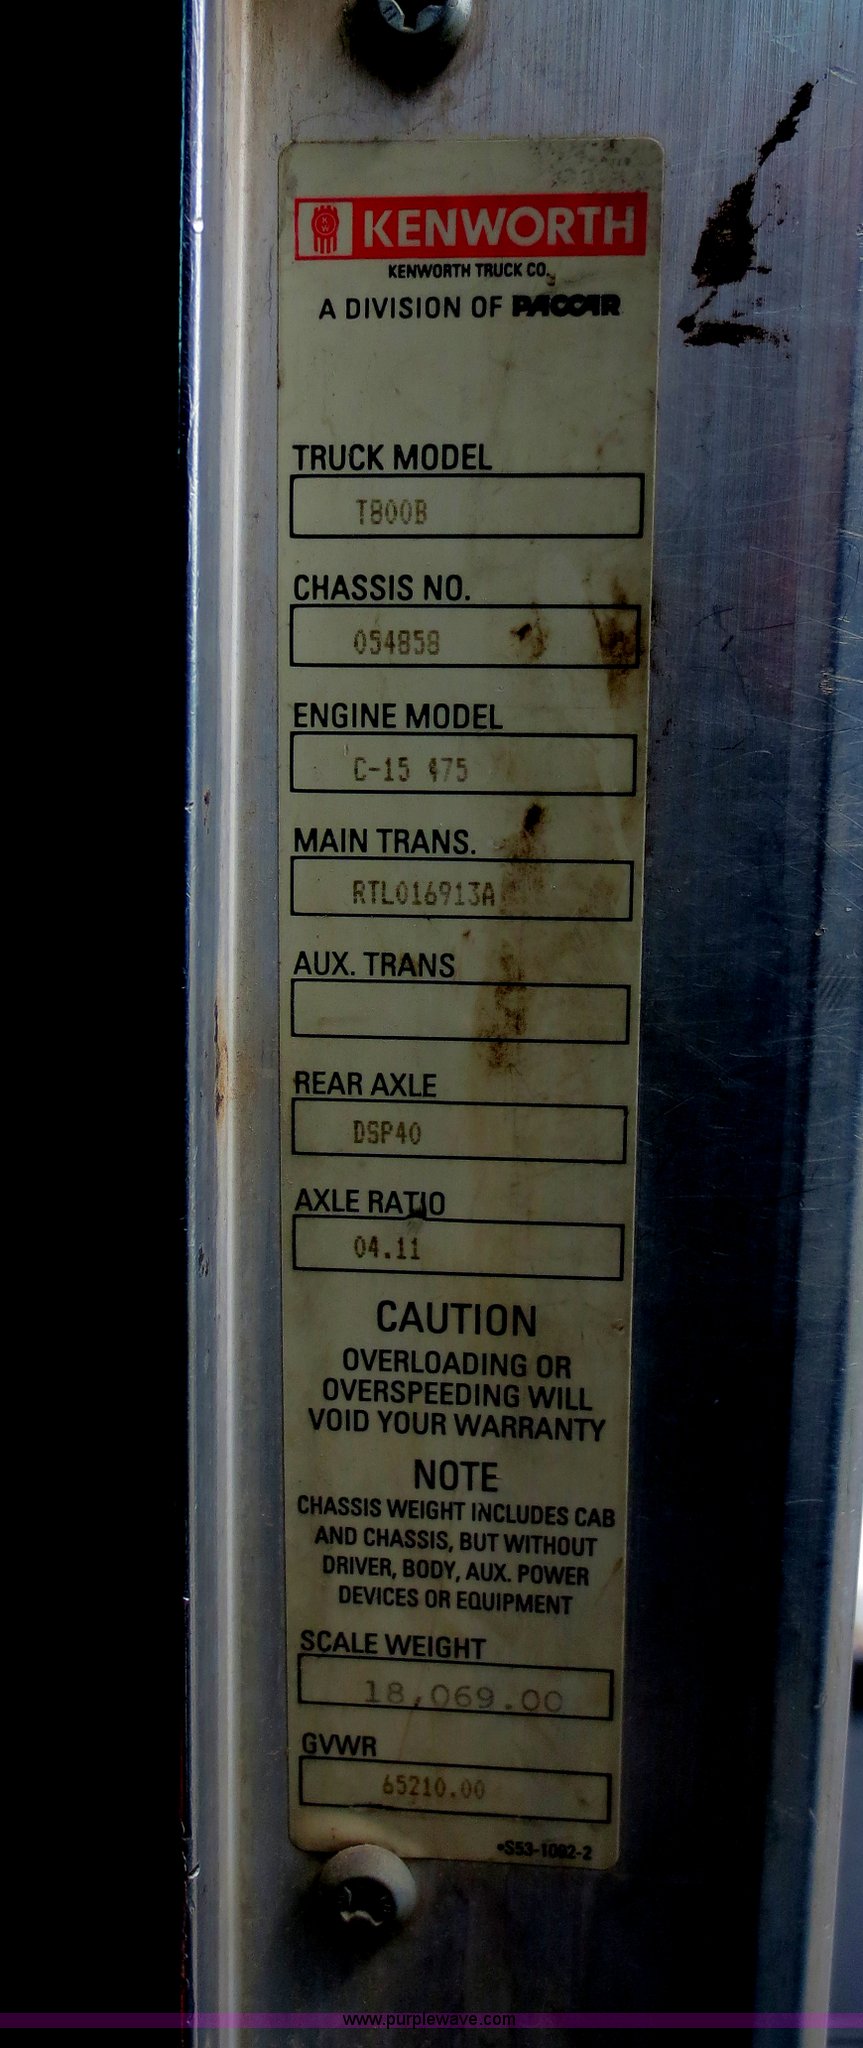 KW KENWORTH
KENWORTH TRUCK CO.
A DIVISION OF PACCAR
TRUCK MODEL
T800B
CHASSIS NO.
054858
ENGINE MODEL
C-15 475
MAIN TRANS.
RTLO16913A
AUX. TRANS
REAR AXLE
DSP40
AXLE RATIO
04.11
CAUTION
OVERLOADING OR
OVERSPEEDING WILL
VOID YOUR WARRANTY
NOTE
CHASSIS WEIGHT INCLUDES CAB
AND CHASSIS, BUT WITHOUT
DRIVER, BODY, AUX. POWER
DEVICES OR EQUIPMENT
SCALE WEIGHT
18,069.00
GVWR
65210.00
•S53-1002-2
www.purplewave.com